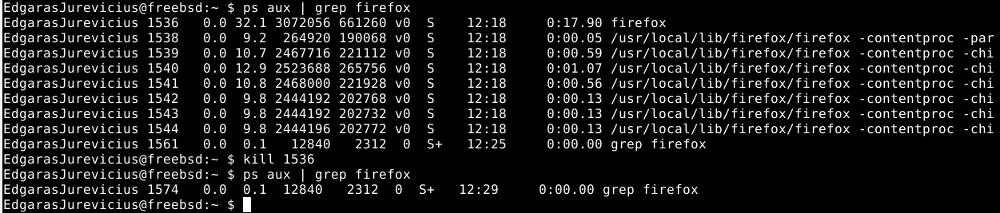 EdgarasJurevicius@freebsd:~ $ ps aux | grep firefox
EdgarasJurevicius 1536   0.0 32.1 3072056 661260 v0  S    12:18     0:17.90 firefox
EdgarasJurevicius 1538   0.0  9.2  264920 190068 v0  S    12:18     0:00.05 /usr/local/lib/firefox/firefox -contentproc -par
EdgarasJurevicius 1539   0.0 10.7 2467716 221112 v0  S    12:18     0:00.59 /usr/local/lib/firefox/firefox -contentproc -chi
EdgarasJurevicius 1540   0.0 12.9 2523688 265756 v0  S    12:18     0:01.07 /usr/local/lib/firefox/firefox -contentproc -chi
EdgarasJurevicius 1541   0.0 10.8 2468000 221928 v0  S    12:18     0:00.56 /usr/local/lib/firefox/firefox -contentproc -chi
EdgarasJurevicius 1542   0.0  9.8 2444192 202768 v0  S    12:18     0:00.13 /usr/local/lib/firefox/firefox -contentproc -chi
EdgarasJurevicius 1543   0.0  9.8 2444192 202732 v0  S    12:18     0:00.13 /usr/local/lib/firefox/firefox -contentproc -chi
EdgarasJurevicius 1544   0.0  9.8 2444196 202772 v0  S    12:18     0:00.13 /usr/local/lib/firefox/firefox -contentproc -chi
EdgarasJurevicius 1561   0.0  0.1   12840   2312  0  S+   12:25     0:00.00 grep firefox
EdgarasJurevicius@freebsd:~ $ kill 1536
EdgarasJurevicius@freebsd:~ $ ps aux | grep firefox
EdgarasJurevicius 1574   0.0  0.1  12840   2312  0  S+   12:29     0:00.00 grep firefox
EdgarasJurevicius@freebsd:~ $